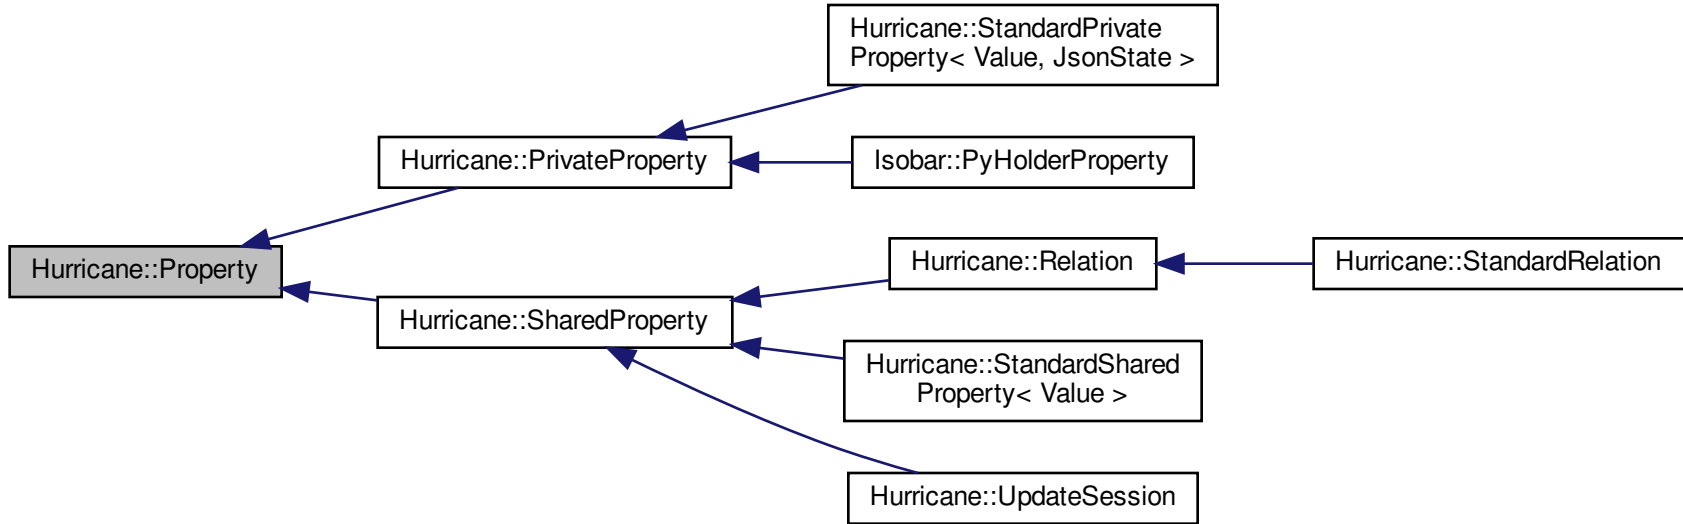 Hurricane::StandardPrivate
Property< Value, JsonState >
Hurricane::PrivateProperty
Isobar::PyHolderProperty
Hurricane::Property
Hurricane::Relation
Hurricane::StandardRelation
Hurricane::SharedProperty
Hurricane::StandardShared
Property< Value >
Hurricane::UpdateSession